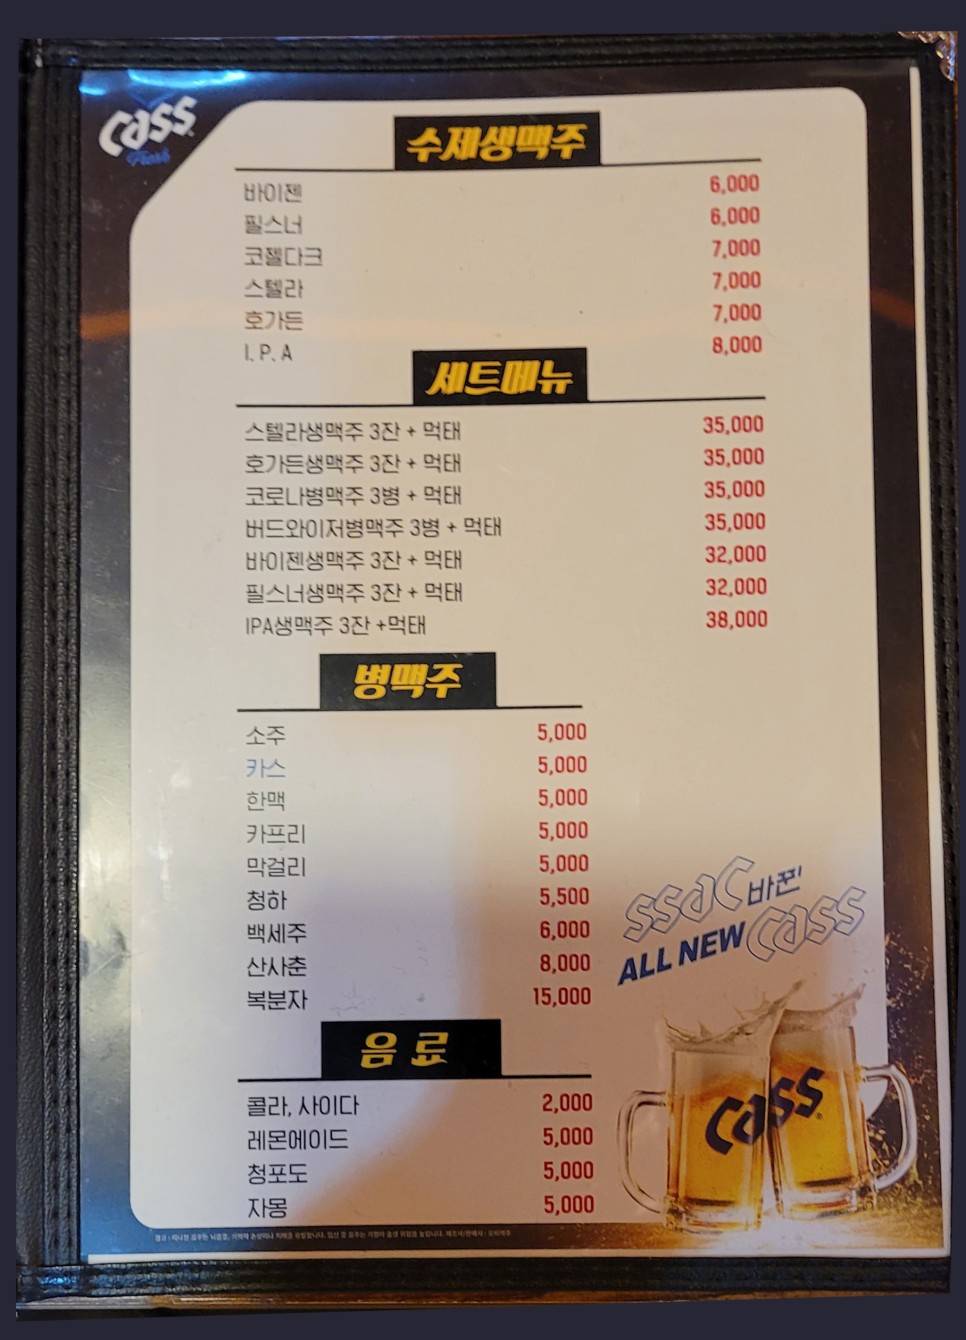 Cass
Fresh
수제생맥주
바이젠 6,000
필스너 6,000
코젤다크 7,000
스텔라 7,000
호가든 7,000
I. P. A 8,000
세트메뉴
스텔라생맥주 3잔 + 먹태 35,000
호가든생맥주 3잔 + 먹태 35,000
코로나병맥주 3병 + 먹태 35,000
버드와이저병맥주 3병 + 먹태 35,000
바이젠생맥주 3잔 + 먹태 32,000
필스너생맥주 3잔 + 먹태 32,000
IPA생맥주 3잔 +먹태 38,000
병맥주
소주 5,000
카스 5,000
한맥 5,000
카프리 5,000
막걸리 5,000
청하 5,500
백세주 6,000
산사춘 8,000
복분자 15,000
ssac 바꾼!
ALL NEW Cass
음 료
콜라, 사이다 2,000
레몬에이드 5,000
청포도 5,000
자몽 5,000
Cass